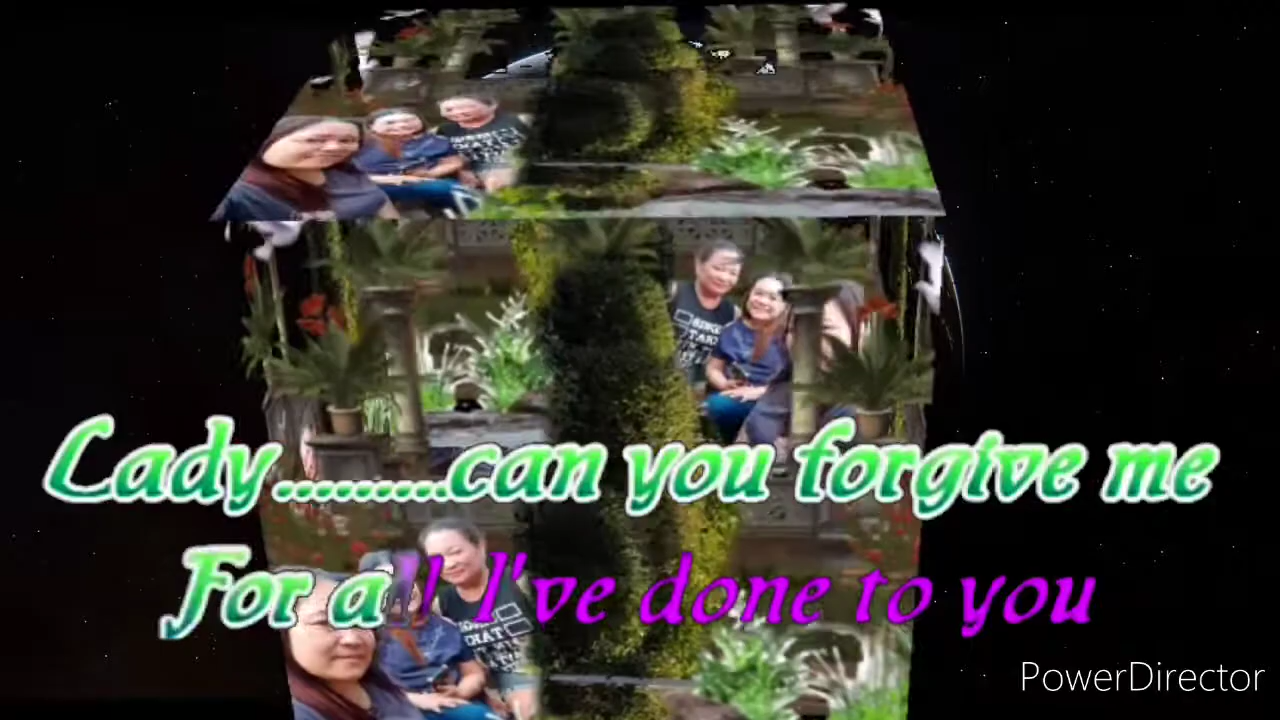 Lady.........can you forgive me
For all I've done to you
PowerDirector